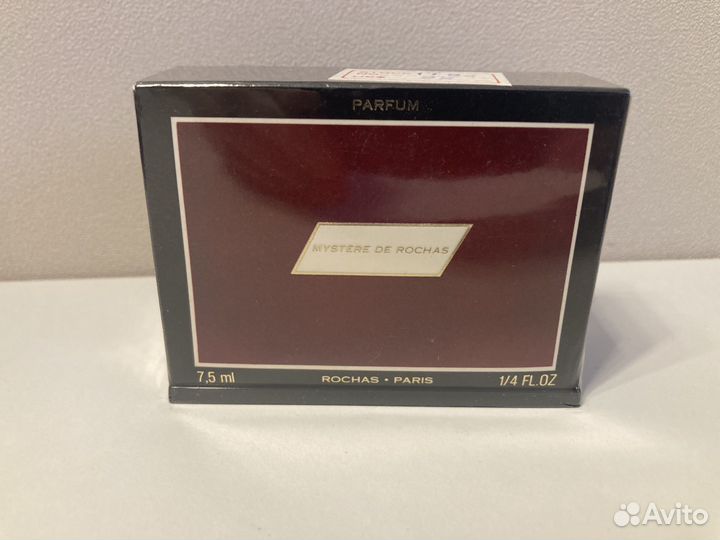 PARFUM
MYSTÈRE DE ROCHAS
7,5 ml
ROCHAS • PARIS
1/4 FL.OZ
Avito